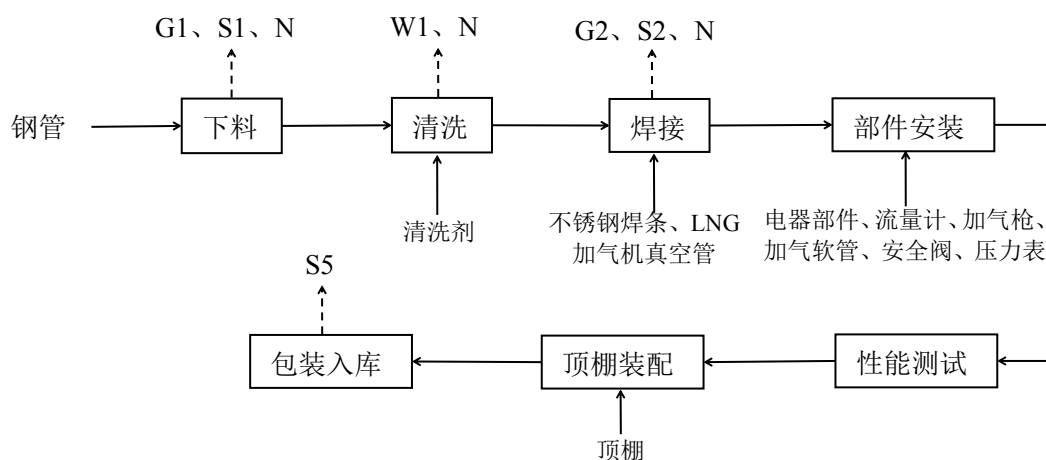 G1、S1、N
W1、N
G2、S2、N
钢管
下料
清洗
焊接
部件安装
清洗剂
不锈钢焊条、LNG
加气机真空管
电器部件、流量计、加气枪、
加气软管、安全阀、压力表
S5
包装入库
顶棚装配
性能测试
顶棚